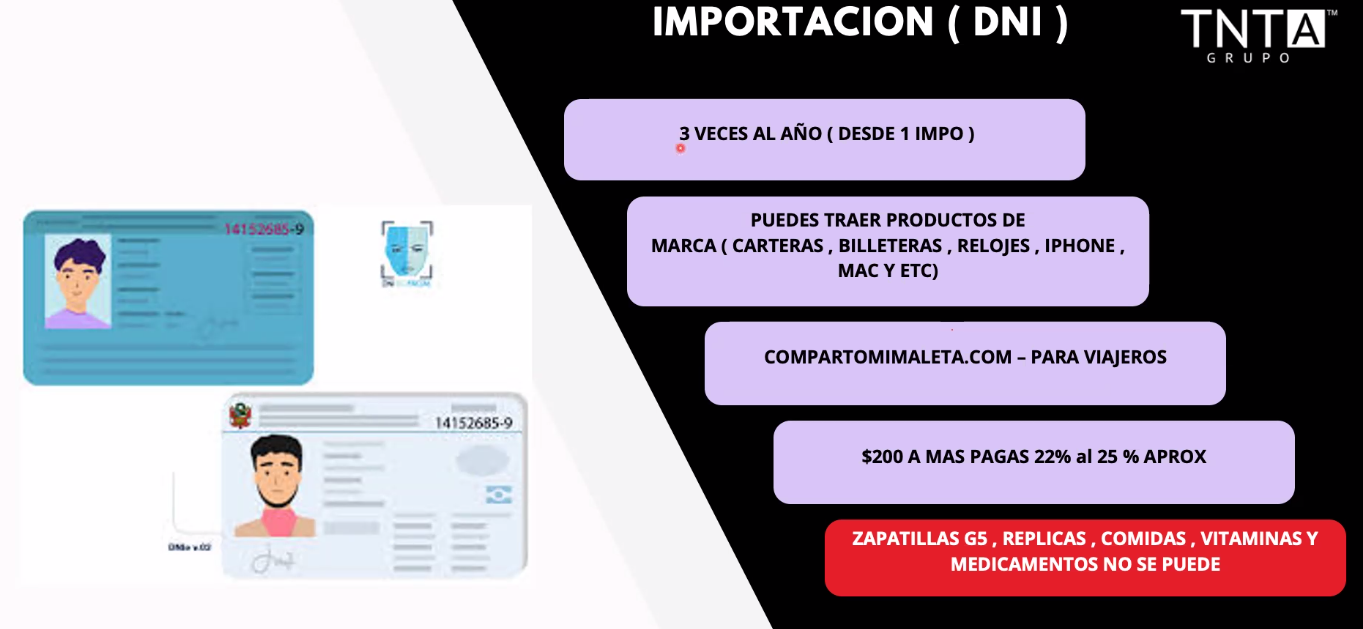 IMPORTACION ( DNI )
TNTA™
GRUPO
3 VECES AL AÑO ( DESDE 1 IMPO )
PUEDES TRAER PRODUCTOS DE
MARCA ( CARTERAS , BILLETERAS , RELOJES , IPHONE ,
MAC Y ETC)
COMPARTOMIMALETA.COM – PARA VIAJEROS
$200 A MAS PAGAS 22% al 25 % APROX
ZAPATILLAS G5 , REPLICAS , COMIDAS , VITAMINAS Y
MEDICAMENTOS NO SE PUEDE
14152685-9
14152685-9
DNIe v.02